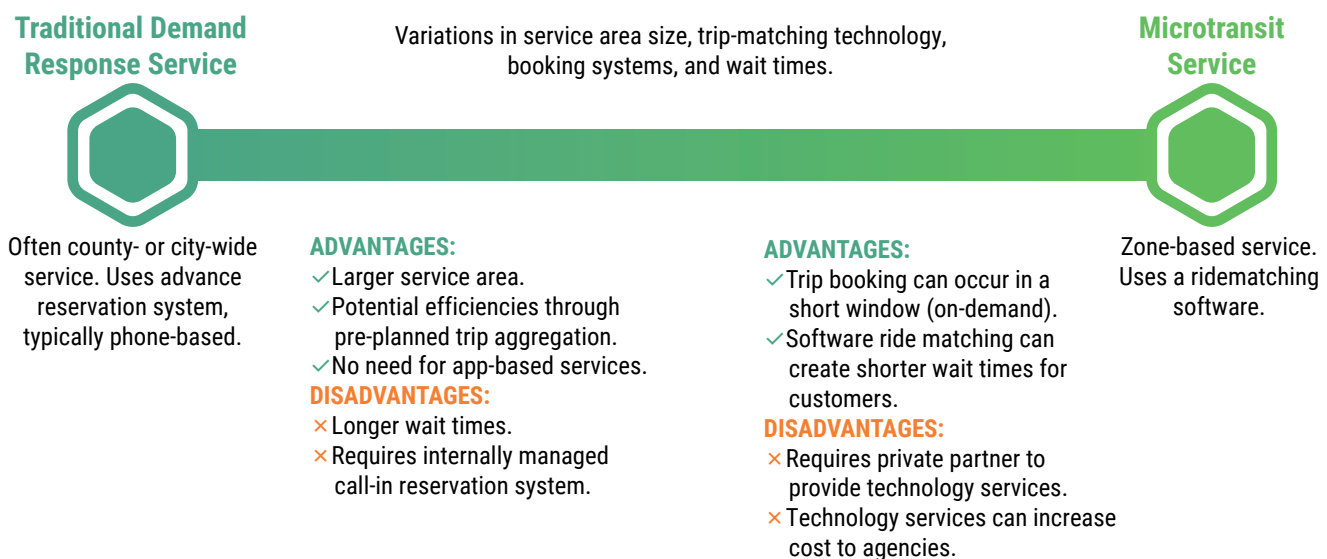 Traditional Demand
Response Service
Variations in service area size, trip-matching technology,
booking systems, and wait times.
Microtransit
Service
Often county- or city-wide
service. Uses advance
reservation system,
typically phone-based.
ADVANTAGES:
✓Larger service area.
✓Potential efficiencies through
pre-planned trip aggregation.
✓No need for app-based services.
DISADVANTAGES:
×Longer wait times.
×Requires internally managed
call-in reservation system.
ADVANTAGES:
✓Trip booking can occur in a
short window (on-demand).
✓Software ride matching can
create shorter wait times for
customers.
DISADVANTAGES:
×Requires private partner to
provide technology services.
×Technology services can increase
cost to agencies.
Zone-based service.
Uses a ridematching
software.